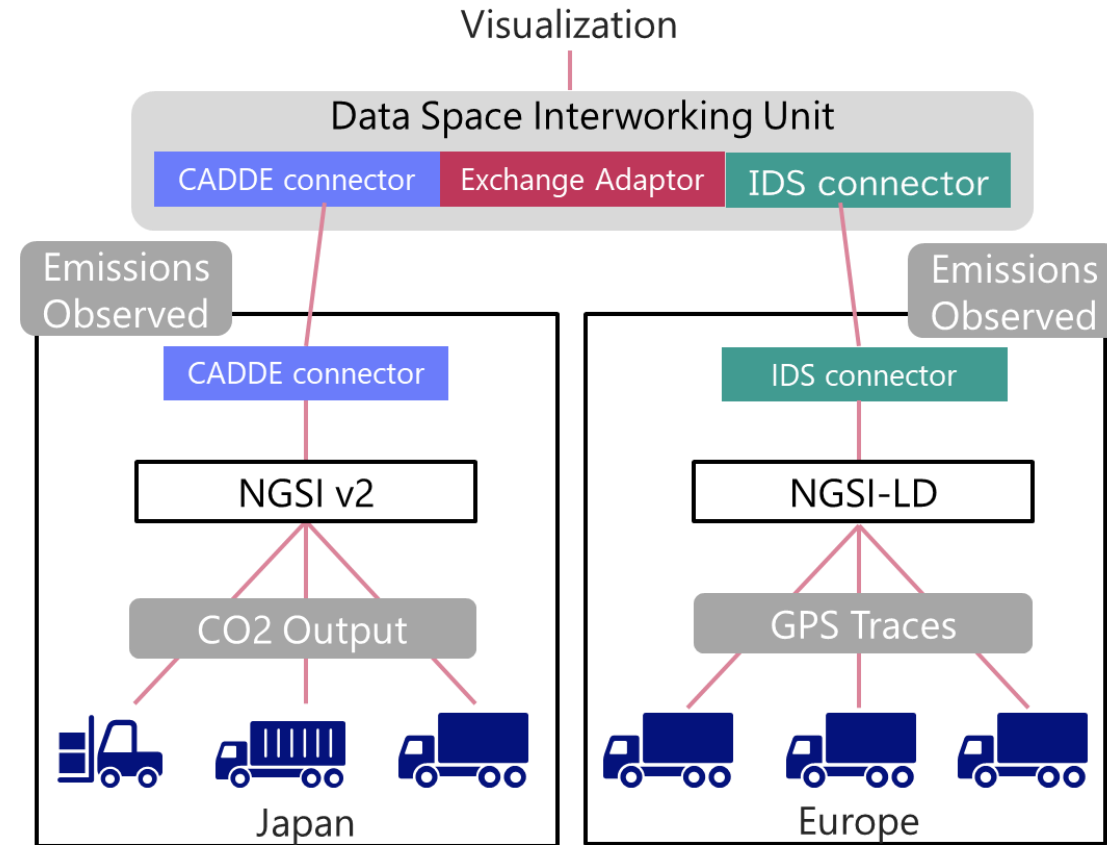 Visualization
Data Space Interworking Unit
CADDE connector
Exchange Adaptor
IDS connector
Emissions
Observed
Emissions
Observed
CADDE connector
IDS connector
NGSI v2
NGSI-LD
CO2 Output
GPS Traces
Japan
Europe